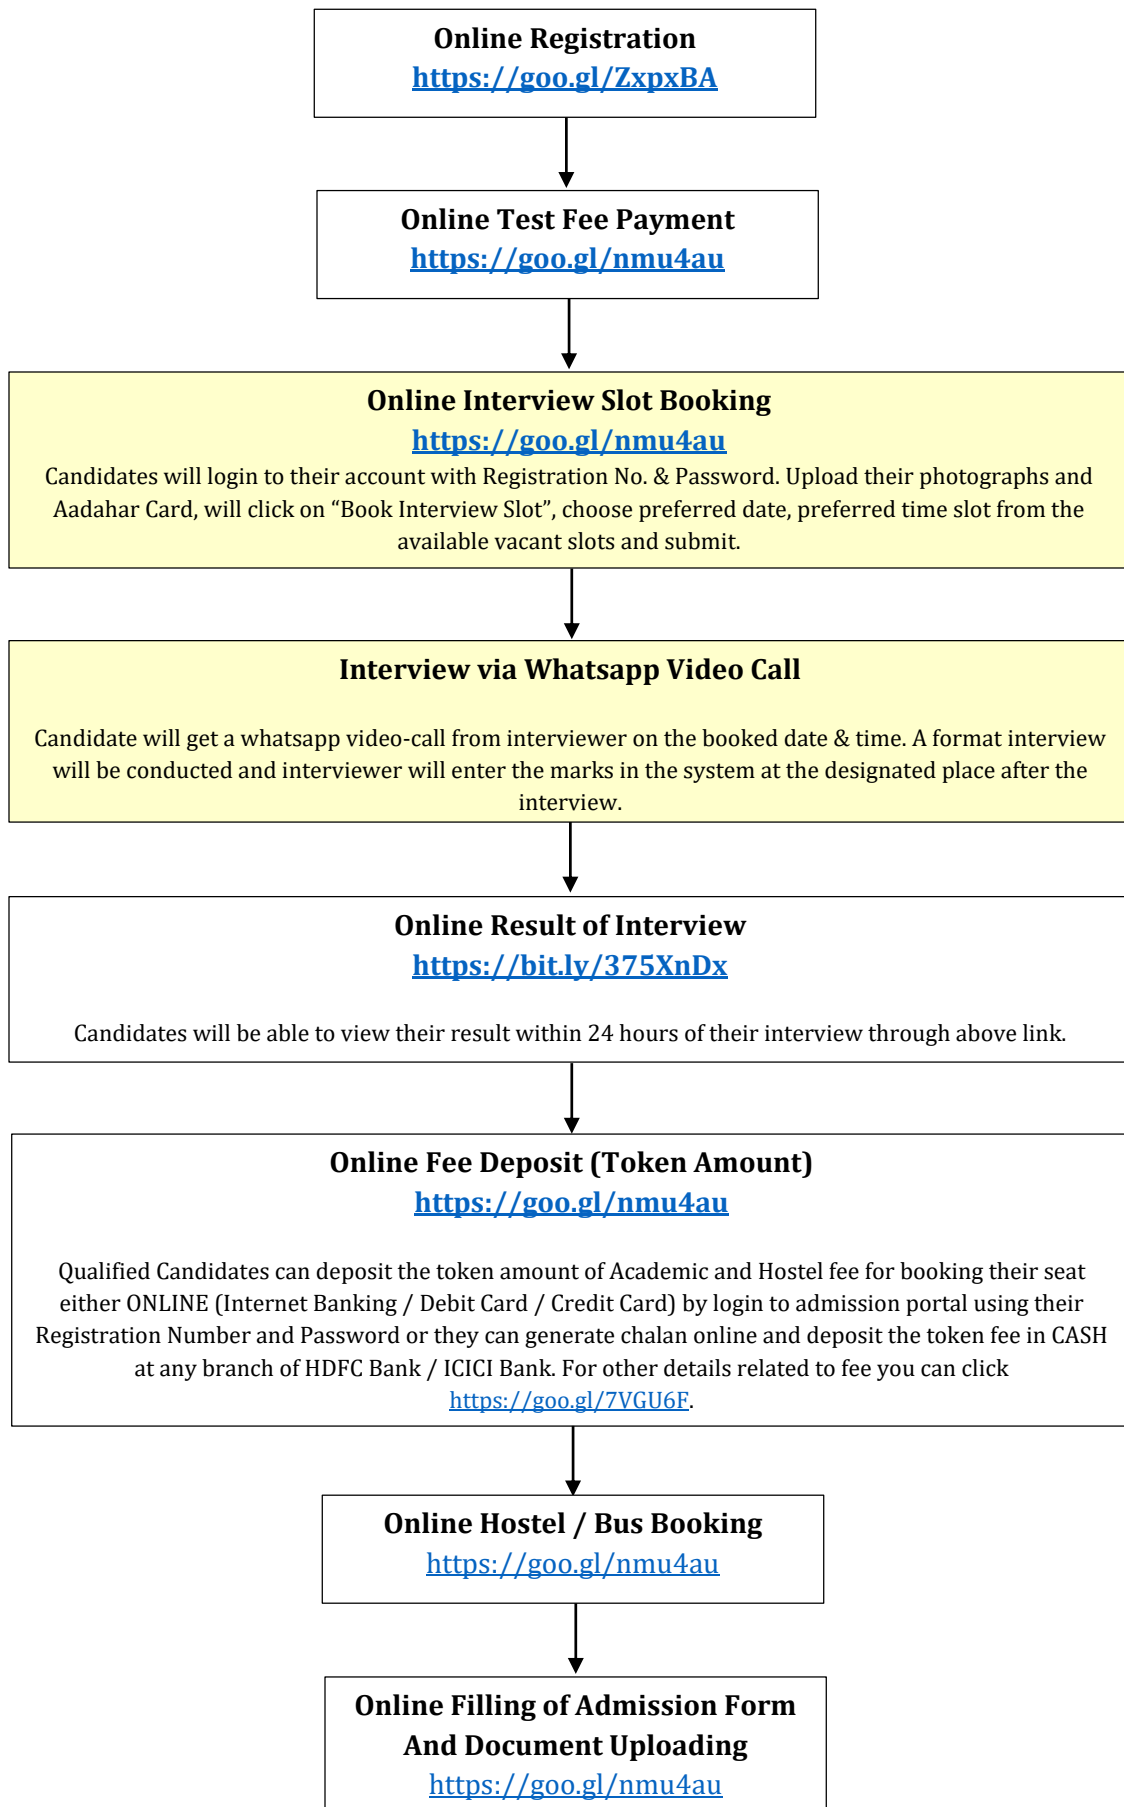 Online Registration
https://goo.gl/ZxpxBA
Online Test Fee Payment
https://goo.gl/nmu4au
Online Interview Slot Booking
https://goo.gl/nmu4au
Candidates will login to their account with Registration No. & Password. Upload their photographs and
Aadahar Card, will click on “Book Interview Slot”, choose preferred date, preferred time slot from the
available vacant slots and submit.
Interview via Whatsapp Video Call
Candidate will get a whatsapp video-call from interviewer on the booked date & time. A format interview
will be conducted and interviewer will enter the marks in the system at the designated place after the
interview.
Online Result of Interview
https://bit.ly/375XnDx
Candidates will be able to view their result within 24 hours of their interview through above link.
Online Fee Deposit (Token Amount)
https://goo.gl/nmu4au
Qualified Candidates can deposit the token amount of Academic and Hostel fee for booking their seat
either ONLINE (Internet Banking / Debit Card / Credit Card) by login to admission portal using their
Registration Number and Password or they can generate chalan online and deposit the token fee in CASH
at any branch of HDFC Bank / ICICI Bank. For other details related to fee you can click
https://goo.gl/7VGU6F.
Online Hostel / Bus Booking
https://goo.gl/nmu4au
Online Filling of Admission Form
And Document Uploading
https://goo.gl/nmu4au